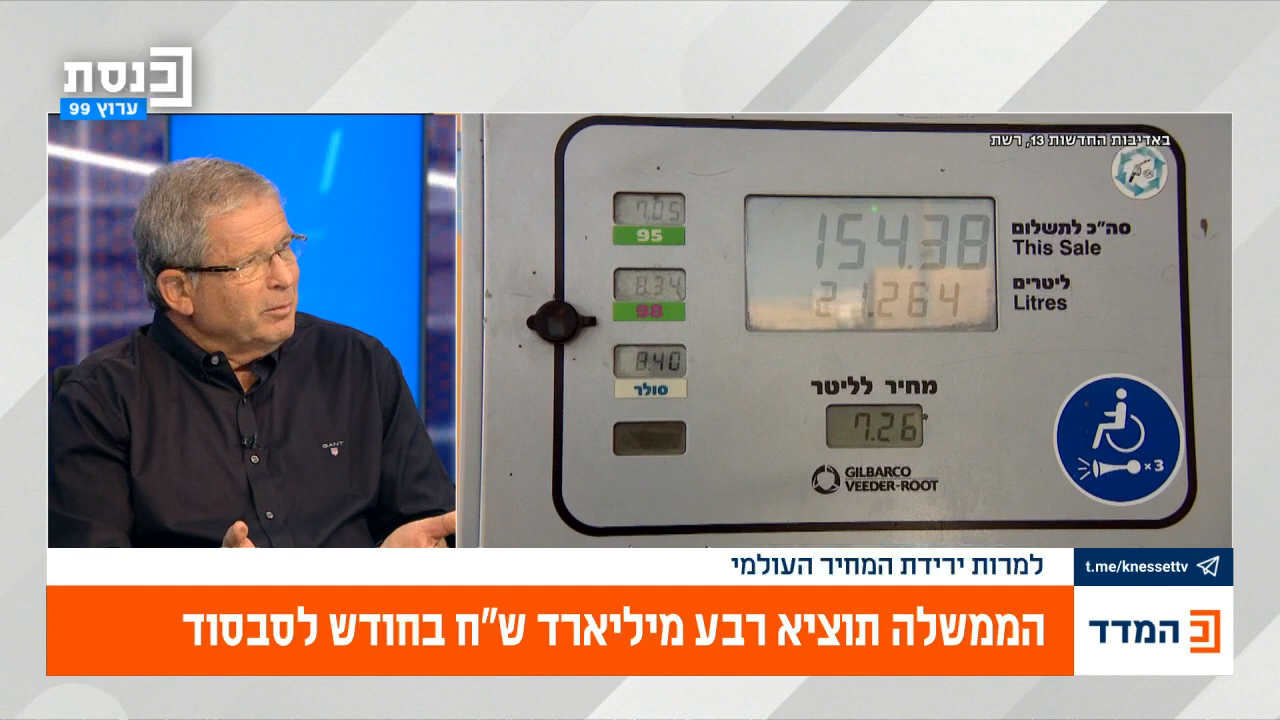 כנסת
ערוץ 99
באדיבות החדשות 13, רשת
7.05
95
8.34
98
8.40
סולר
154.38
21.264
סה"כ לתשלום
This Sale
ליטרים
Litres
מחיר לליטר
7.26
GILBARCO
VEEDER-ROOT
×3
GANT
למרות ירידת המחיר העולמי
t.me/knessettv
הממשלה תוציא רבע מיליארד ש"ח בחודש לסבסוד
המדד